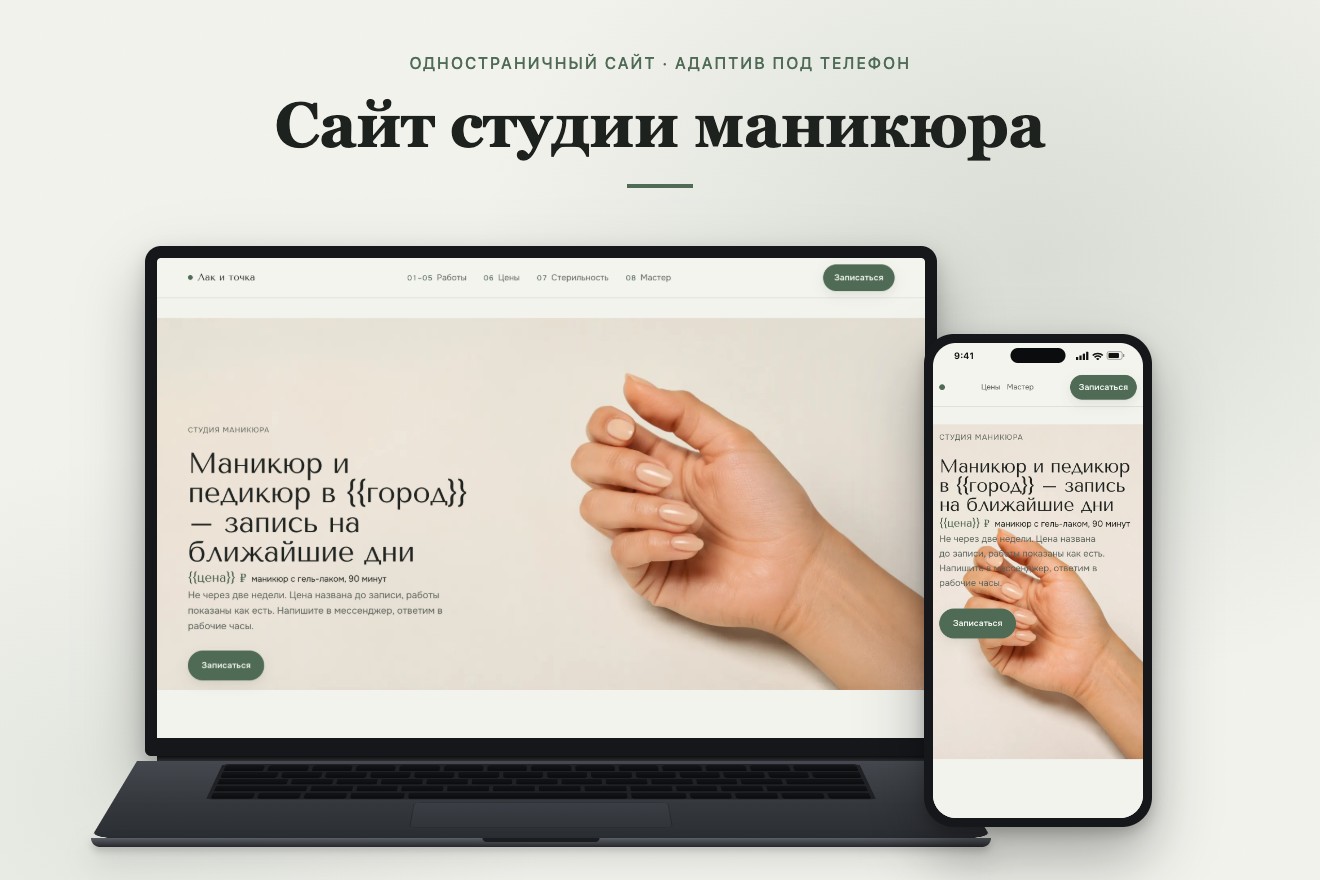 ОДНОСТРАНИЧНЫЙ САЙТ · АДАПТИВ ПОД ТЕЛЕФОН
Сайт студии маникюра
Лак и точка
01–05 Работы
06 Цены
07 Стерильность
08 Мастер
Записаться
СТУДИЯ МАНИКЮРА
Маникюр и
педикюр в {{город}}
— запись на
ближайшие дни
{{цена}} ₽ маникюр с гель-лаком, 90 минут
Не через две недели. Цена названа до записи, работы
показаны как есть. Напишите в мессенджер, ответим в
рабочие часы.
Записаться
9:41
Цены Мастер
Записаться
СТУДИЯ МАНИКЮРА
Маникюр и педикюр
в {{город}} — запись
на ближайшие дни
{{цена}} ₽ маникюр с гель-лаком, 90 минут
Не через две недели. Цена названа
до записи, работы показаны как есть.
Напишите в мессенджер, ответим в
рабочие часы.
Записаться